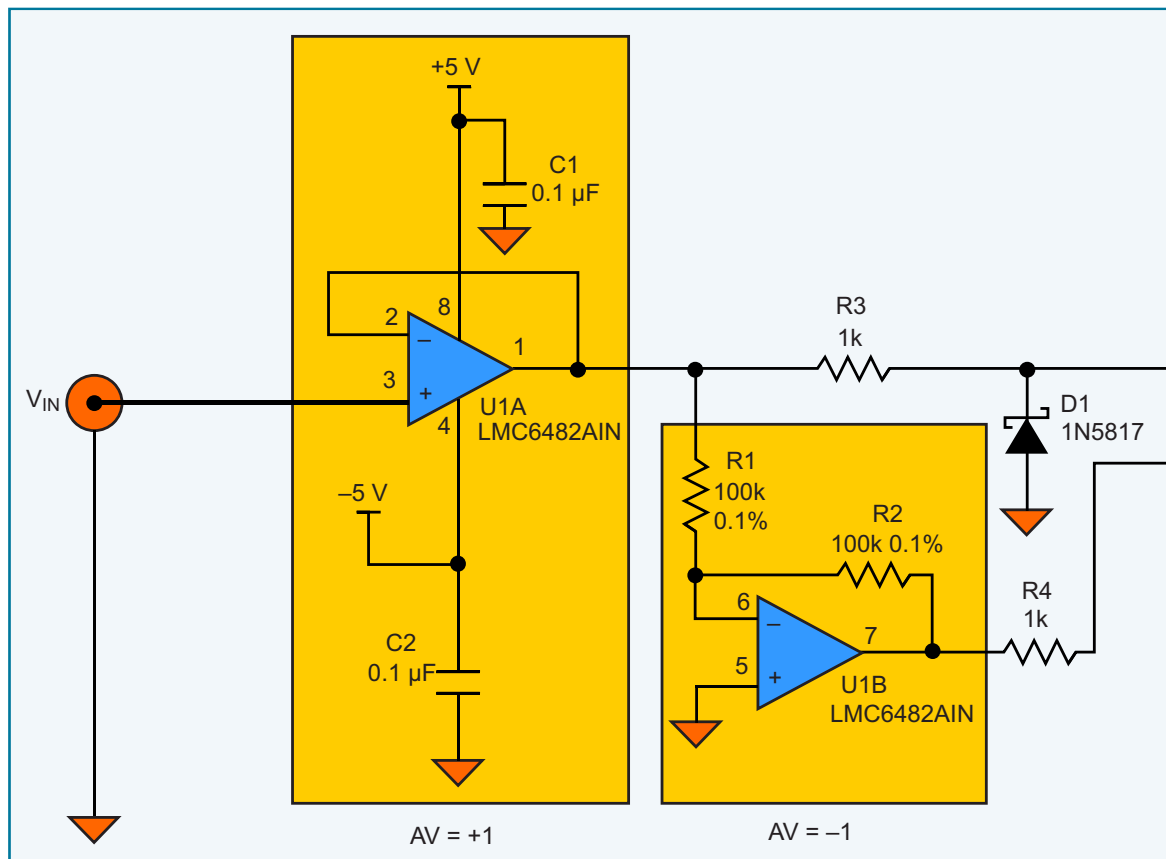 +5 V
C1
0.1 µF
8
2
–
1
3
+
4
U1A
LMC6482AIN
V_IN
–5 V
C2
0.1 µF
AV = +1
R3
1k
D1
1N5817
R1
100k
0.1%
R2
100k 0.1%
6
–
7
5
+
U1B
LMC6482AIN
R4
1k
AV = –1